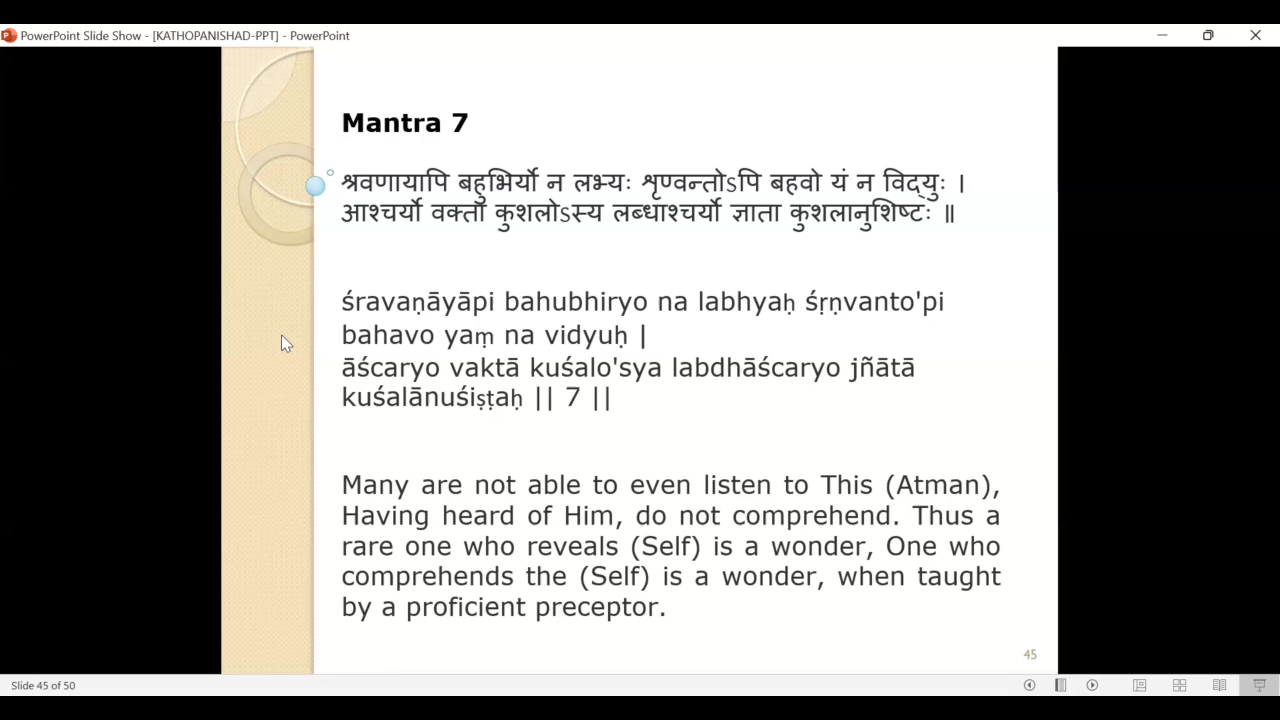 PowerPoint Slide Show - [KATHOPANISHAD-PPT] - PowerPoint
Mantra 7
श्रवणायापि बहुभिर्यो न लभ्यः शृण्वन्तोsपि बहवो यं न विद्युः ।
आश्चर्यो वक्ता कुशलोsस्य लब्धाश्चर्यो ज्ञाता कुशलानुशिष्टः ॥
śravaṇāyāpi bahubhiryo na labhyaḥ śṛṇvanto'pi
bahavo yaṃ na vidyuḥ |
āścaryo vaktā kuśalo'sya labdhāścaryo jñātā
kuśalānuśiṣṭaḥ || 7 ||
Many are not able to even listen to This (Atman),
Having heard of Him, do not comprehend. Thus a
rare one who reveals (Self) is a wonder, One who
comprehends the (Self) is a wonder, when taught
by a proficient preceptor.
45
Slide 45 of 50